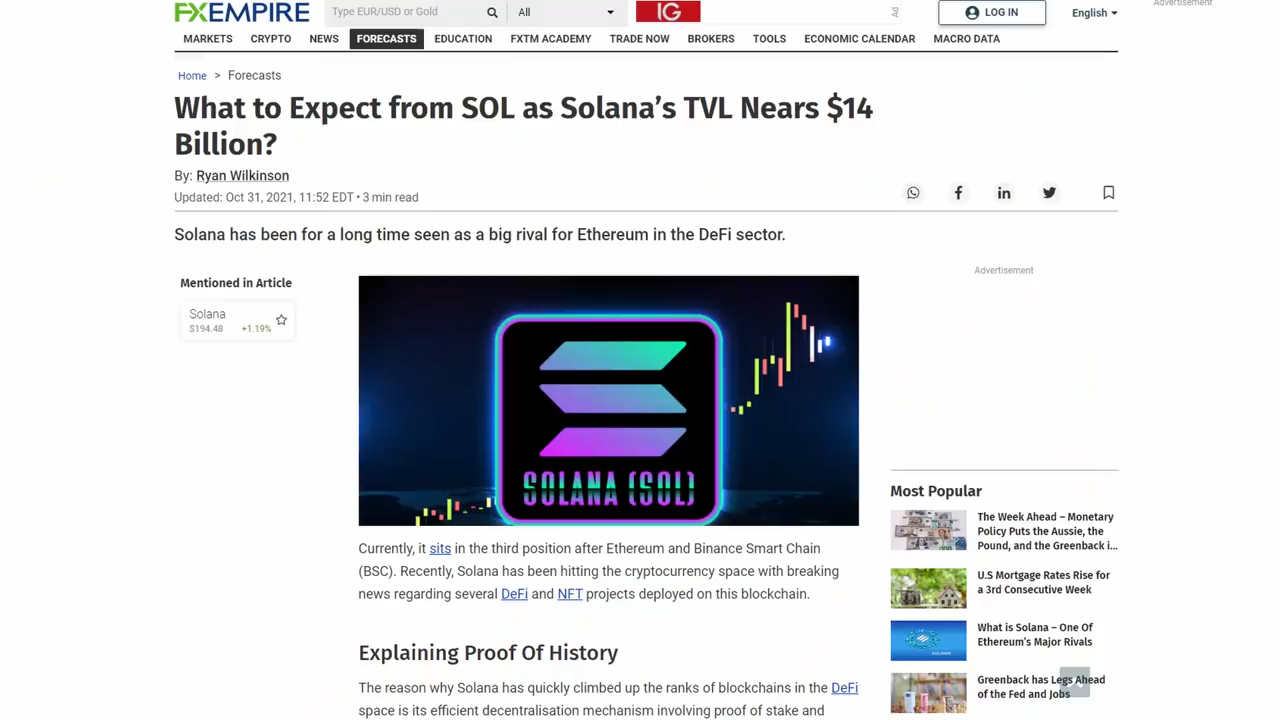 Advertisement
FXEMPIRE
Type EUR/USD or Gold
All
IG
Ad
LOG IN
English
MARKETS CRYPTO NEWS FORECASTS EDUCATION FXTM ACADEMY TRADE NOW BROKERS TOOLS ECONOMIC CALENDAR MACRO DATA
Home > Forecasts
What to Expect from SOL as Solana’s TVL Nears $14
Billion?
By: Ryan Wilkinson
Updated: Oct 31, 2021, 11:52 EDT • 3 min read
Solana has been for a long time seen as a big rival for Ethereum in the DeFi sector.
Mentioned in Article
Solana
$194.48 +1.19%
SOLANA (SOL)
Currently, it sits in the third position after Ethereum and Binance Smart Chain
(BSC). Recently, Solana has been hitting the cryptocurrency space with breaking
news regarding several DeFi and NFT projects deployed on this blockchain.
Explaining Proof Of History
The reason why Solana has quickly climbed up the ranks of blockchains in the DeFi
space is its efficient decentralisation mechanism involving proof of stake and
Advertisement
Most Popular
The Week Ahead – Monetary
Policy Puts the Aussie, the
Pound, and the Greenback i...
U.S Mortgage Rates Rise for
a 3rd Consecutive Week
What is Solana – One Of
Ethereum’s Major Rivals
Greenback has Legs Ahead
of the Fed and Jobs